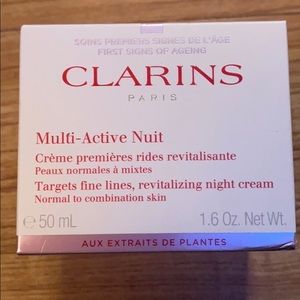 SOINS PREMIERS SIGNES DE L'ÂGE
FIRST SIGNS OF AGEING
CLARINS
PARIS
Multi-Active Nuit
Crème premières rides revitalisante
Peaux normales à mixtes
Targets fine lines, revitalizing night cream
Normal to combination skin
℮ 50 mL 1.6 Oz. Net Wt.
AUX EXTRAITS DE PLANTES